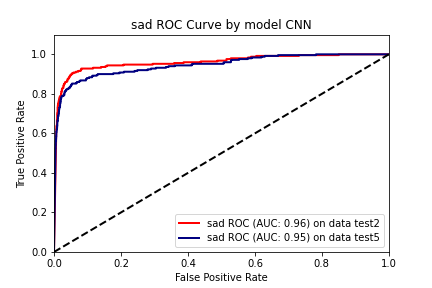 sad ROC Curve by model CNN
True Positive Rate
1.0
0.8
0.6
0.4
0.2
0.0
sad ROC (AUC: 0.96) on data test2
sad ROC (AUC: 0.95) on data test5
0.0 0.2 0.4 0.6 0.8 1.0
False Positive Rate